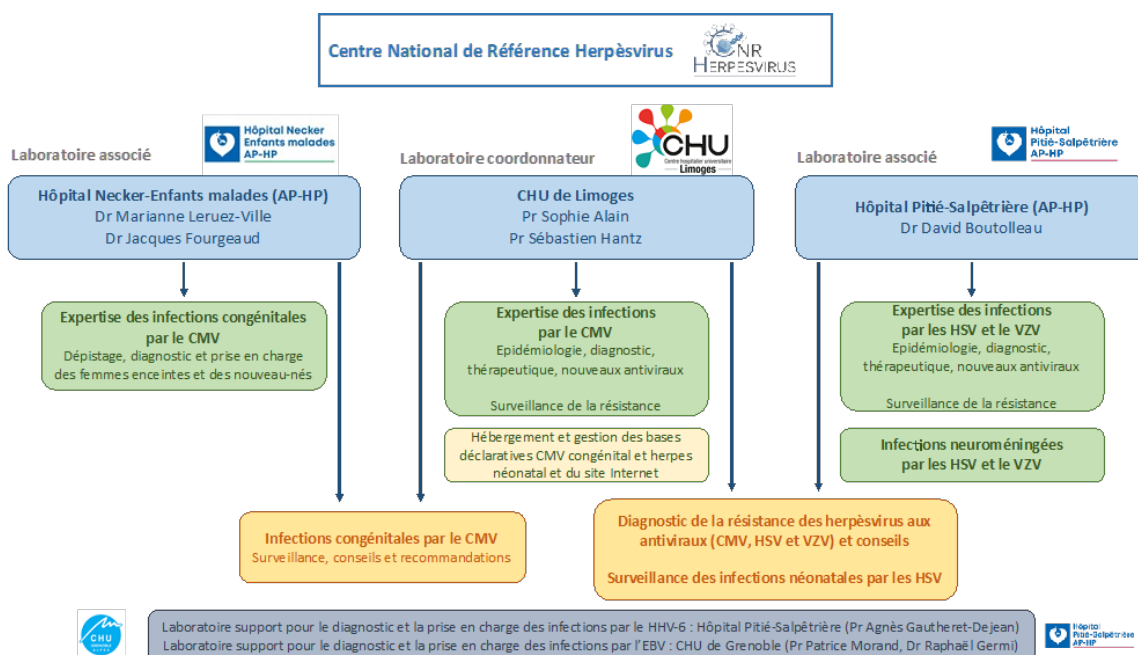 Centre National de Référence Herpèsvirus
CNR
HERPESVIRUS
Laboratoire associé
Hôpital Necker
Enfants malades
AP-HP
Laboratoire coordonnateur
CHU
Centre hospitalier universitaire
Limoges
Laboratoire associé
Hôpital
Pitié-Salpêtrière
AP-HP
Hôpital Necker-Enfants malades (AP-HP)
Dr Marianne Leruez-Ville
Dr Jacques Fourgeaud
CHU de Limoges
Pr Sophie Alain
Pr Sébastien Hantz
Hôpital Pitié-Salpêtrière (AP-HP)
Dr David Boutolleau
Expertise des infections congénitales
par le CMV
Dépistage, diagnostic et prise en charge
des femmes enceintes et des nouveau-nés
Expertise des infections
par le CMV
Epidémiologie, diagnostic,
thérapeutique, nouveaux antiviraux
Surveillance de la résistance
Hébergement et gestion des bases
déclaratives CMV congénital et herpes
néonatal et du site Internet
Expertise des infections
par les HSV et le VZV
Epidémiologie, diagnostic,
thérapeutique, nouveaux antiviraux
Surveillance de la résistance
Infections neuroméningées
par les HSV et le VZV
Infections congénitales par le CMV
Surveillance, conseils et recommandations
Diagnostic de la résistance des herpèsvirus aux
antiviraux (CMV, HSV et VZV) et conseils
Surveillance des infections néonatales par les HSV
CHU
GRENOBLE
ALPES
Laboratoire support pour le diagnostic et la prise en charge des infections par le HHV-6 : Hôpital Pitié-Salpêtrière (Pr Agnès Gautheret-Dejean)
Laboratoire support pour le diagnostic et la prise en charge des infections par l'EBV : CHU de Grenoble (Pr Patrice Morand, Dr Raphaël Germi)
Hôpital
Pitié-Salpêtrière
AP-HP